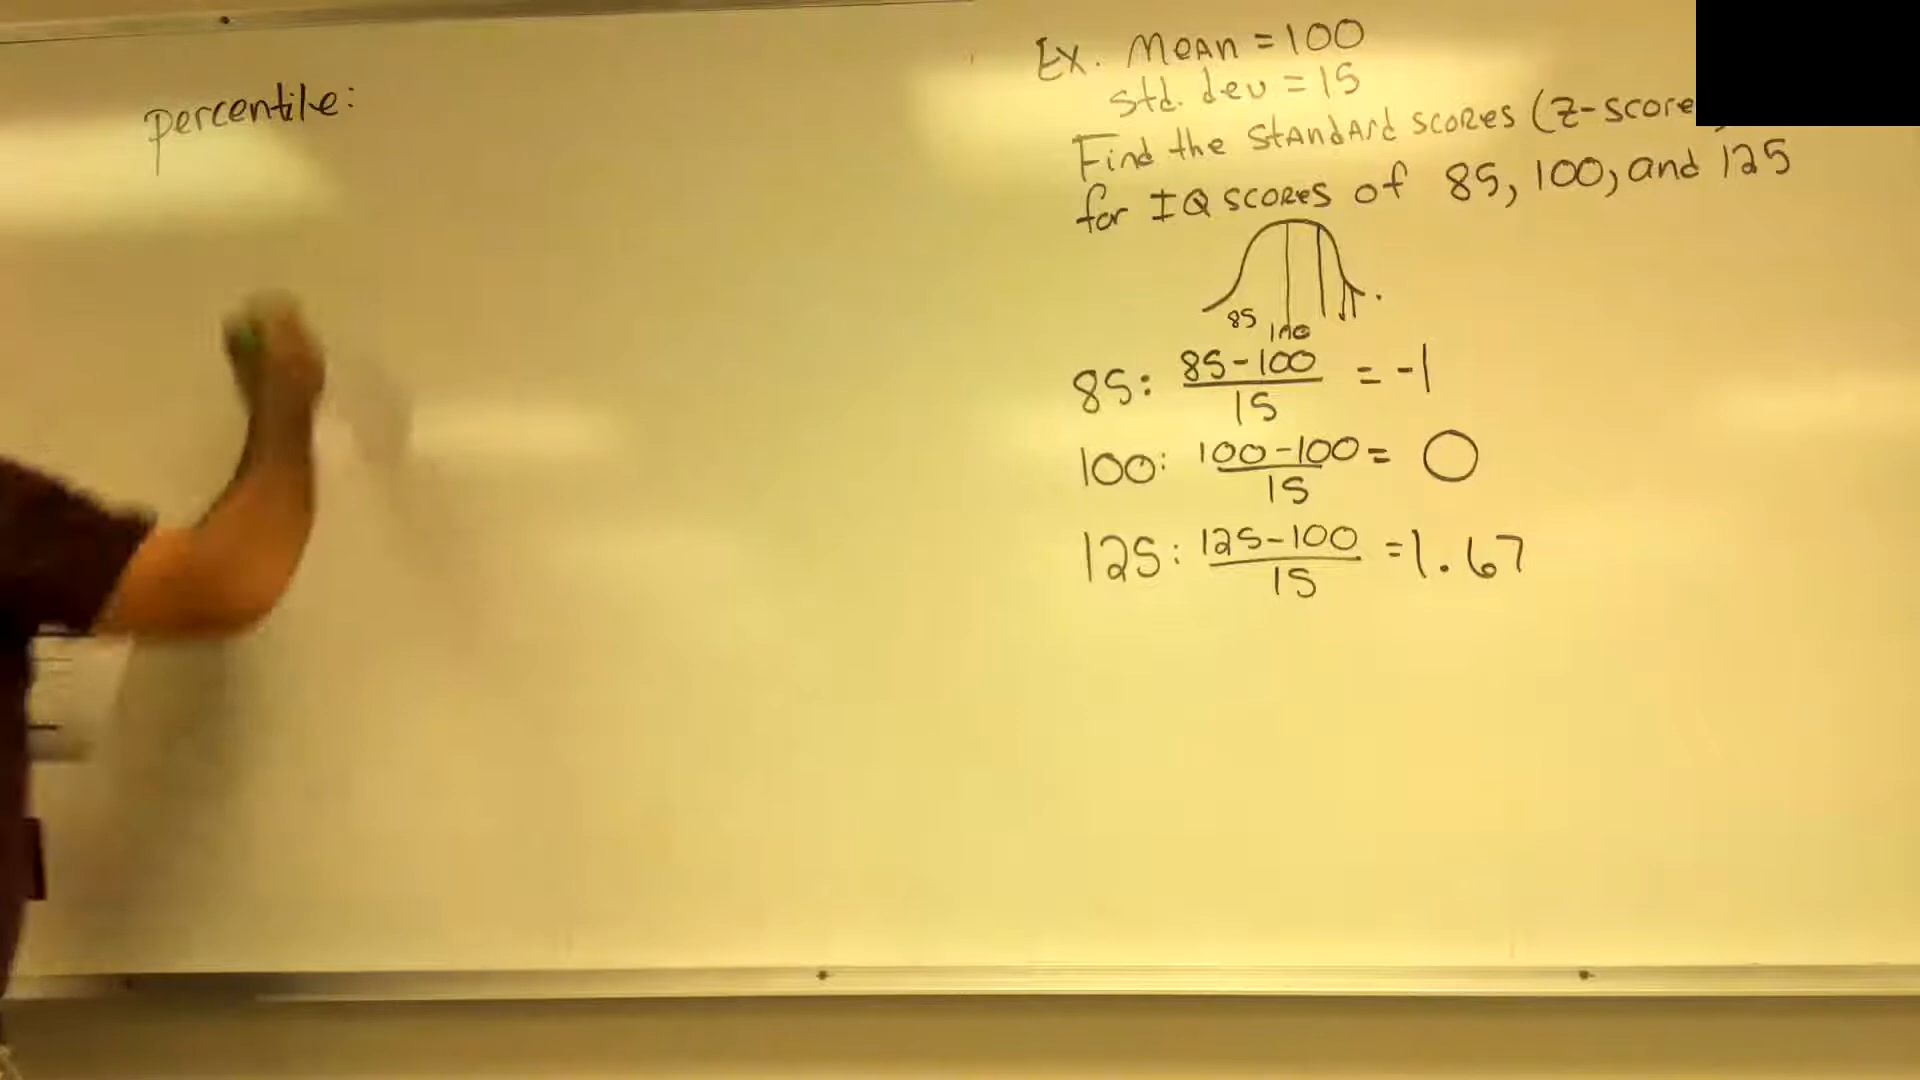 percentile:
Ex. Mean = 100
std. dev = 15
Find the standard scores (z-score
for IQ scores of 85, 100, and 125
85 100
85: 85-100 / 15 = -1
100: 100-100 / 15 = 0
125: 125-100 / 15 = 1.67